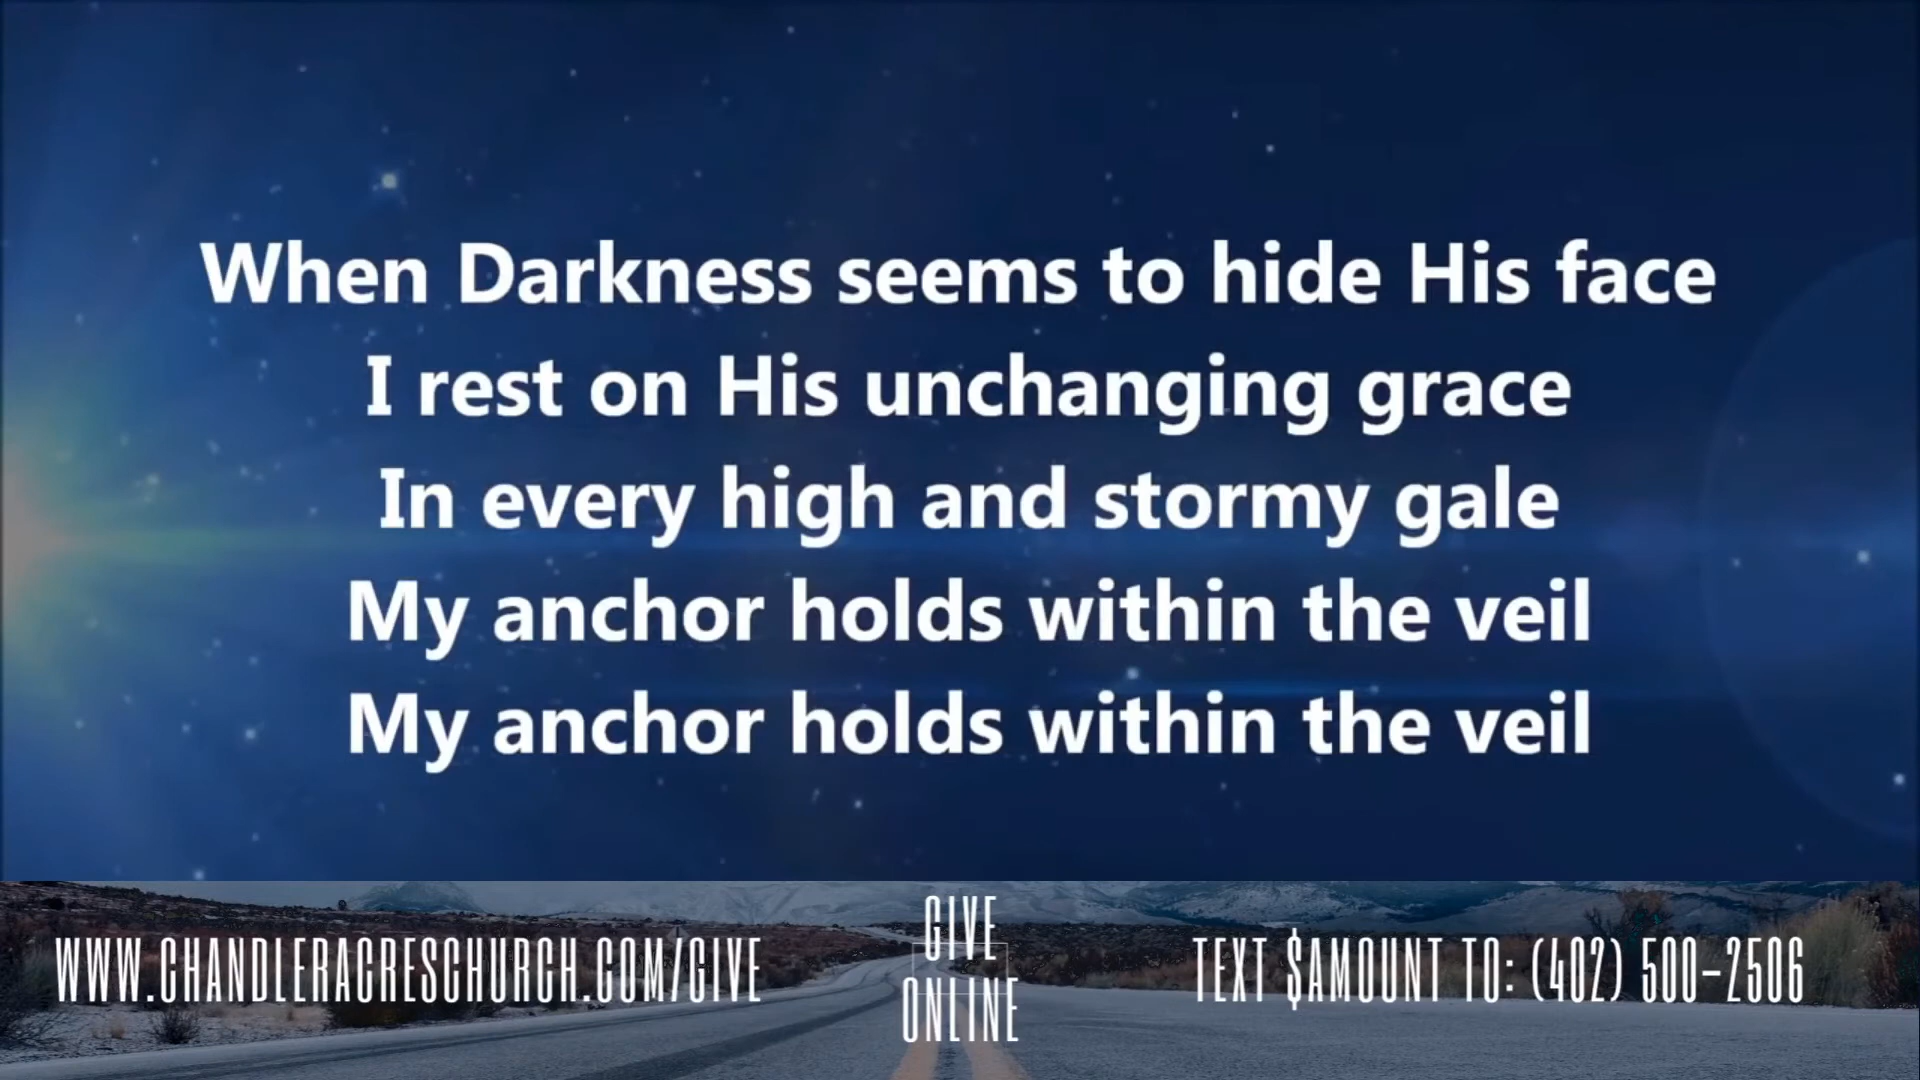 When Darkness seems to hide His face
I rest on His unchanging grace
In every high and stormy gale
My anchor holds within the veil
My anchor holds within the veil
WWW.CHANDLERACRESCHURCH.COM/GIVE
GIVE
ONLINE
TEXT $AMOUNT TO: (402) 500-2506